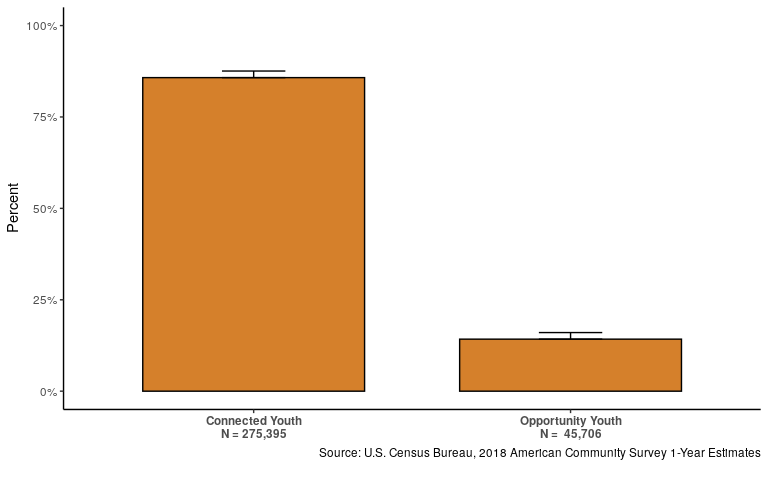 100%
75%
50%
25%
0%
Percent
Connected Youth
N = 275,395
Opportunity Youth
N =  45,706
Source: U.S. Census Bureau, 2018 American Community Survey 1-Year Estimates